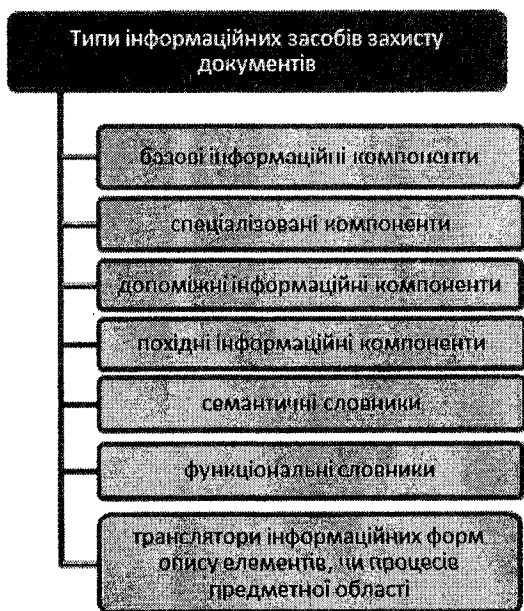 Типи інформаційних засобів захисту
документів
базові інформаційні компоненти
спеціалізовані компоненти
допоміжні інформаційні компоненти
похідні інформаційні компоненти
семантичні словники
функціональні словники
транслятори інформаційних форм
опису елементів, чи процесів
предметної області